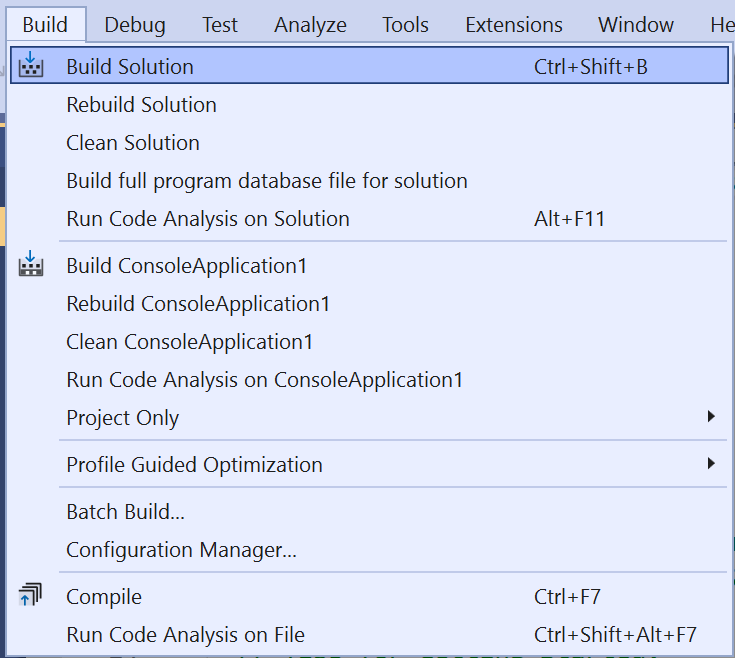 Build Debug Test Analyze Tools Extensions Window He
Build Solution Ctrl+Shift+B
Rebuild Solution
Clean Solution
Build full program database file for solution
Run Code Analysis on Solution Alt+F11
Build ConsoleApplication1
Rebuild ConsoleApplication1
Clean ConsoleApplication1
Run Code Analysis on ConsoleApplication1
Project Only
Profile Guided Optimization
Batch Build...
Configuration Manager...
Compile Ctrl+F7
Run Code Analysis on File Ctrl+Shift+Alt+F7